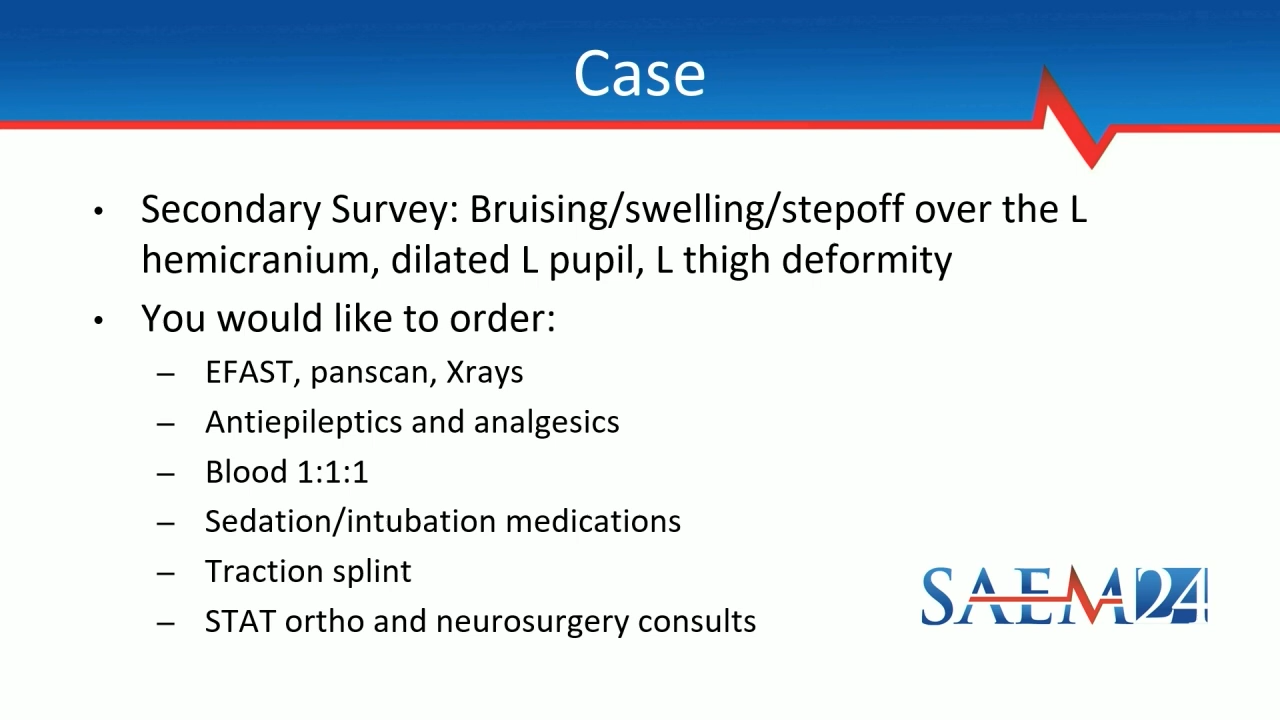 Case
• Secondary Survey: Bruising/swelling/stepoff over the L
hemicranium, dilated L pupil, L thigh deformity
• You would like to order:
– EFAST, panscan, Xrays
– Antiepileptics and analgesics
– Blood 1:1:1
– Sedation/intubation medications
– Traction splint
– STAT ortho and neurosurgery consults
SAEM24